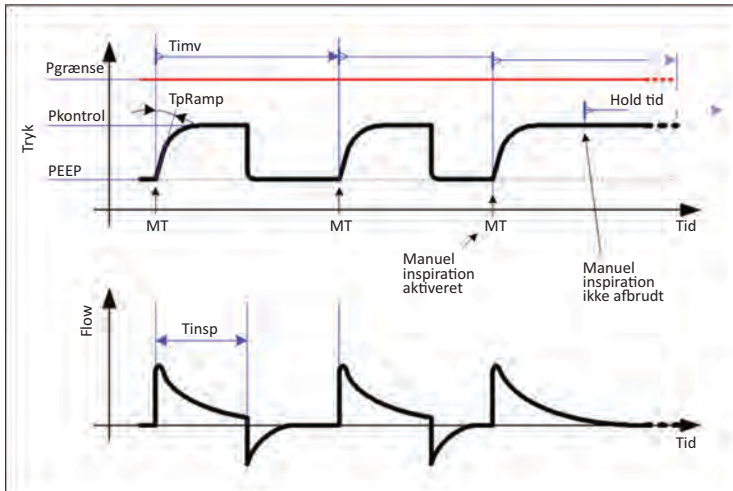 Timv
Pgrænse
TpRamp
Hold tid
Pkontrol
Tryk
PEEP
MT
MT
MT
Tid
Manuel
inspiration
aktiveret
Manuel
inspiration
ikke afbrudt
Flow
Tinsp
Tid